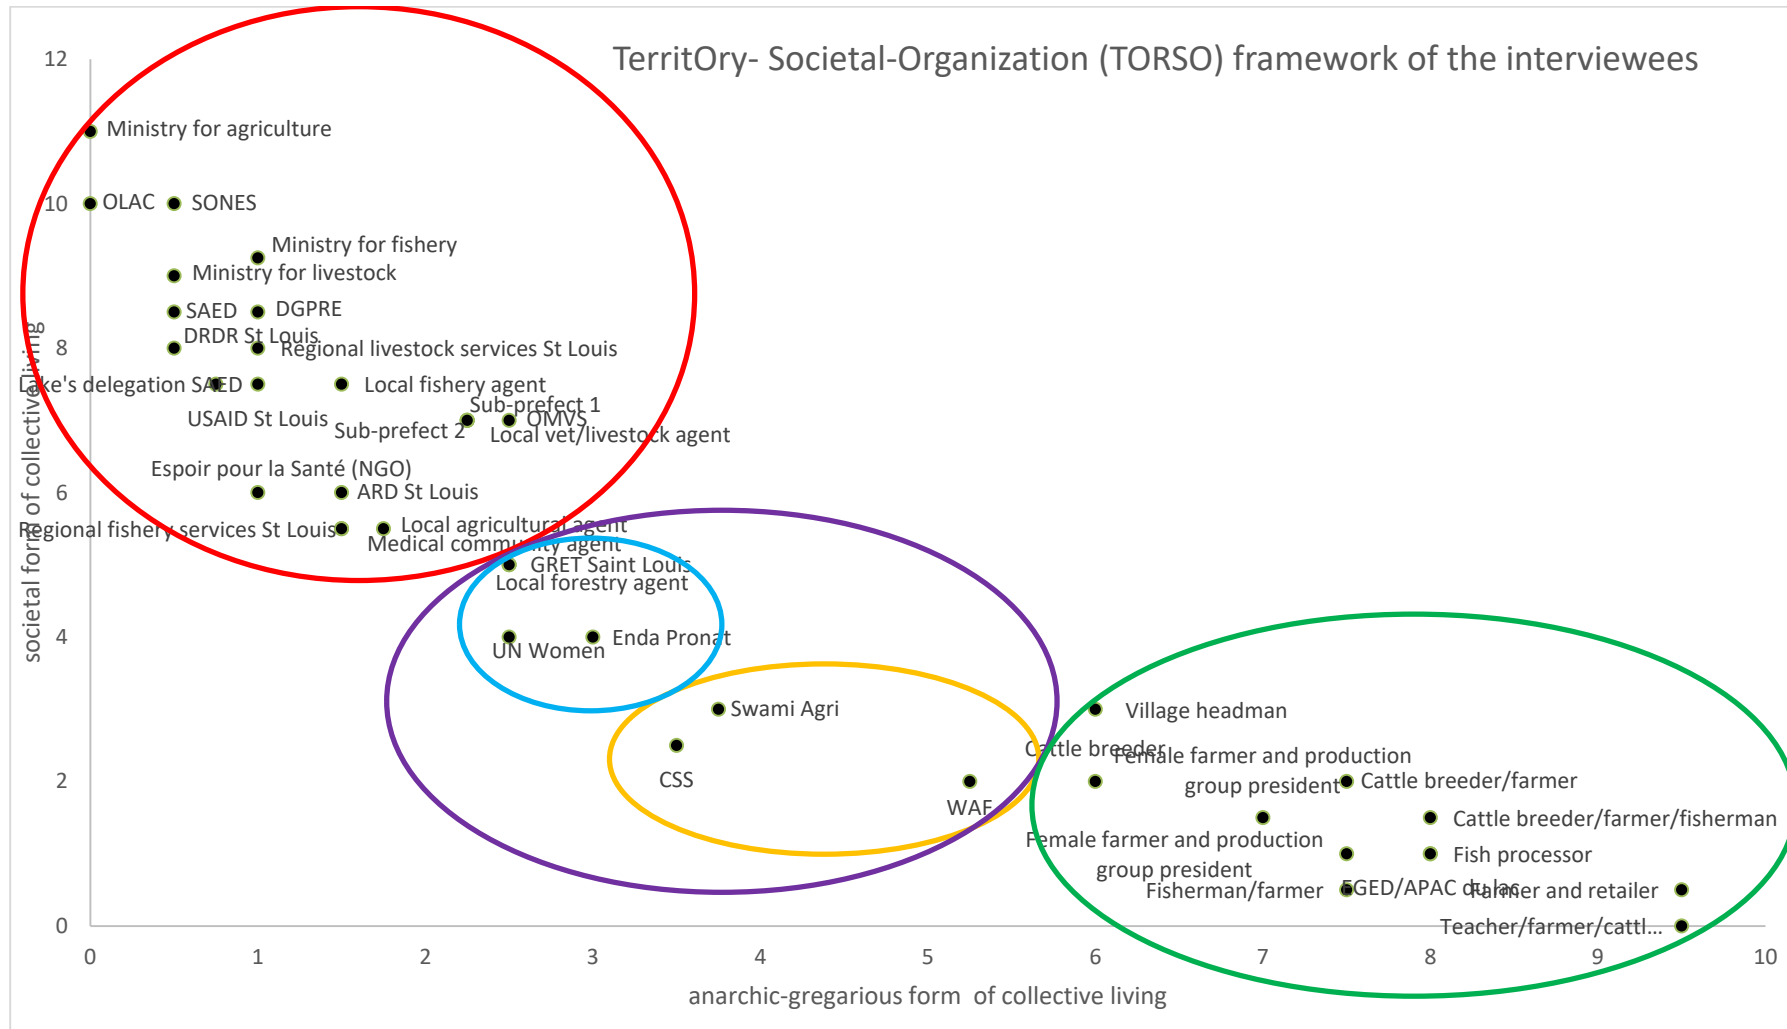 TerritOry- Societal-Organization (TORSO) framework of the interviewees
12
Ministry for agriculture
10
OLAC
SONES
Ministry for fishery
Ministry for livestock
SAED
DGPRE
DRDR St Louis
8
Regional livestock services St Louis
Lake's delegation SAED
Local fishery agent
USAID St Louis
Sub-prefect 1
Sub-prefect 2
OMVS
Local vet/livestock agent
Espoir pour la Santé (NGO)
6
ARD St Louis
Regional fishery services St Louis
Local agricultural agent
Medical community agent
GRET Saint Louis
Local forestry agent
4
UN Women
Enda Pronat
Swami Agri
Village headman
CSS
Cattle breeder
Female farmer and production
group president
2
Cattle breeder/farmer
WAF
Cattle breeder/farmer/fisherman
Female farmer and production
group president
Fish processor
Fisherman/farmer
EGED/APAC du lac
Farmer and retailer
0
Teacher/farmer/cattl...
0 1 2 3 4 5 6 7 8 9 10
anarchic-gregarious form  of collective living
societal form of collective living